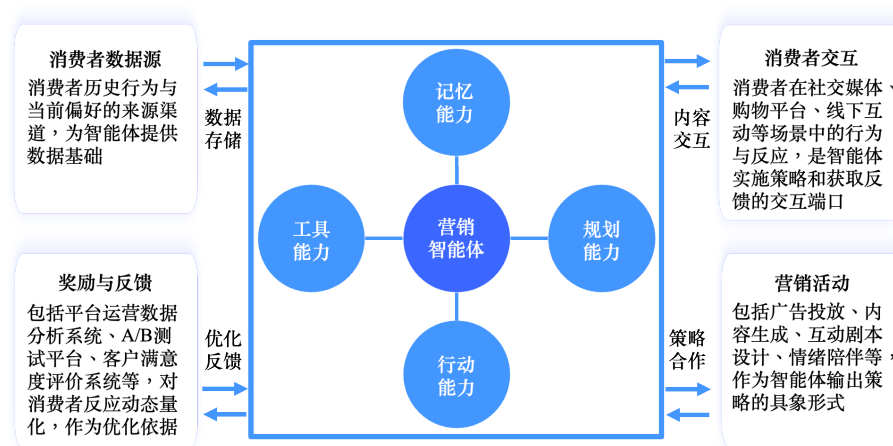 消费者数据源
消费者历史行为与
当前偏好的来源渠
道，为智能体提供
数据基础
数据
存储
记忆
能力
内容
交互
消费者交互
消费者在社交媒体、
购物平台、线下互
动等场景中的行为
与反应，是智能体
实施策略和获取反
馈的交互端口
工具
能力
营销
智能体
规划
能力
奖励与反馈
包括平台运营数据
分析系统、A/B测
试平台、客户满意
度评价系统等，对
消费者反应动态量
化，作为优化依据
优化
反馈
行动
能力
策略
合作
营销活动
包括广告投放、内
容生成、互动剧本
设计、情绪陪伴等，
作为智能体输出策
略的具象形式